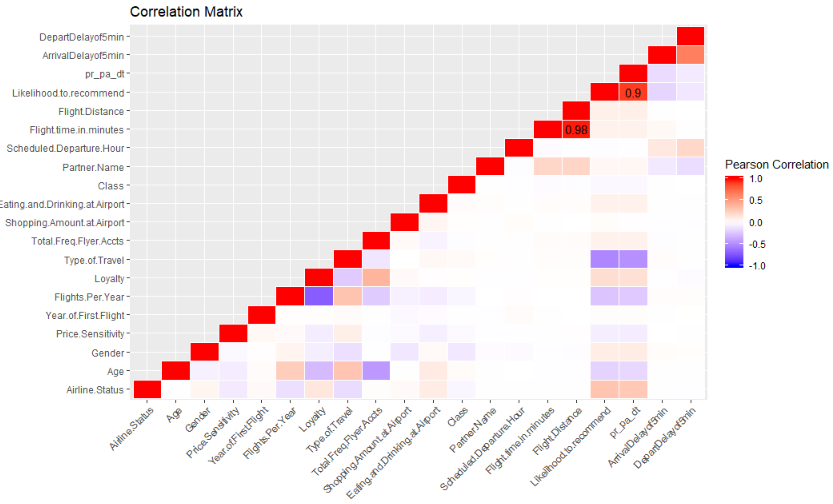 Correlation Matrix
DepartDelayof5min
ArrivalDelayof5min
pr_pa_dt
Likelihood.to.recommend
0.9
Flight.Distance
Flight.time.in.minutes
0.98
Scheduled.Departure.Hour
Partner.Name
Class
Eating.and.Drinking.at.Airport
Shopping.Amount.at.Airport
Total.Freq.Flyer.Accts
Type.of.Travel
Loyalty
Flights.Per.Year
Year.of.First.Flight
Price.Sensitivity
Gender
Age
Airline.Status
Airline.Status
Age
Gender
Price.Sensitivity
Year.of.First.Flight
Flights.Per.Year
Loyalty
Type.of.Travel
Total.Freq.Flyer.Accts
Shopping.Amount.at.Airport
Eating.and.Drinking.at.Airport
Class
Partner.Name
Scheduled.Departure.Hour
Flight.time.in.minutes
Flight.Distance
Likelihood.to.recommend
pr_pa_dt
ArrivalDelayof5min
DepartDelayof5min
Pearson Correlation
1.0
0.5
0.0
-0.5
-1.0